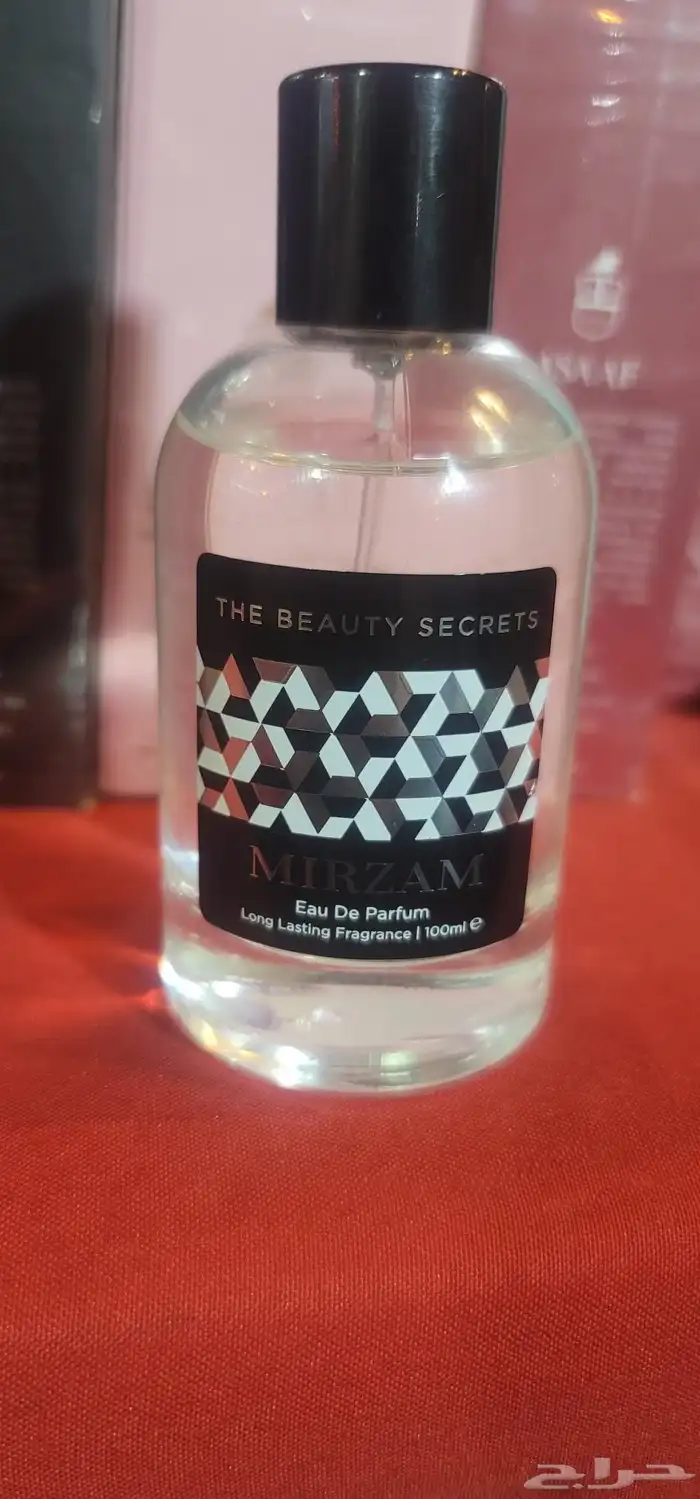 THE BEAUTY SECRETS
MIRZAM
Eau De Parfum
Long Lasting Fragrance | 100ml ℮
حراج